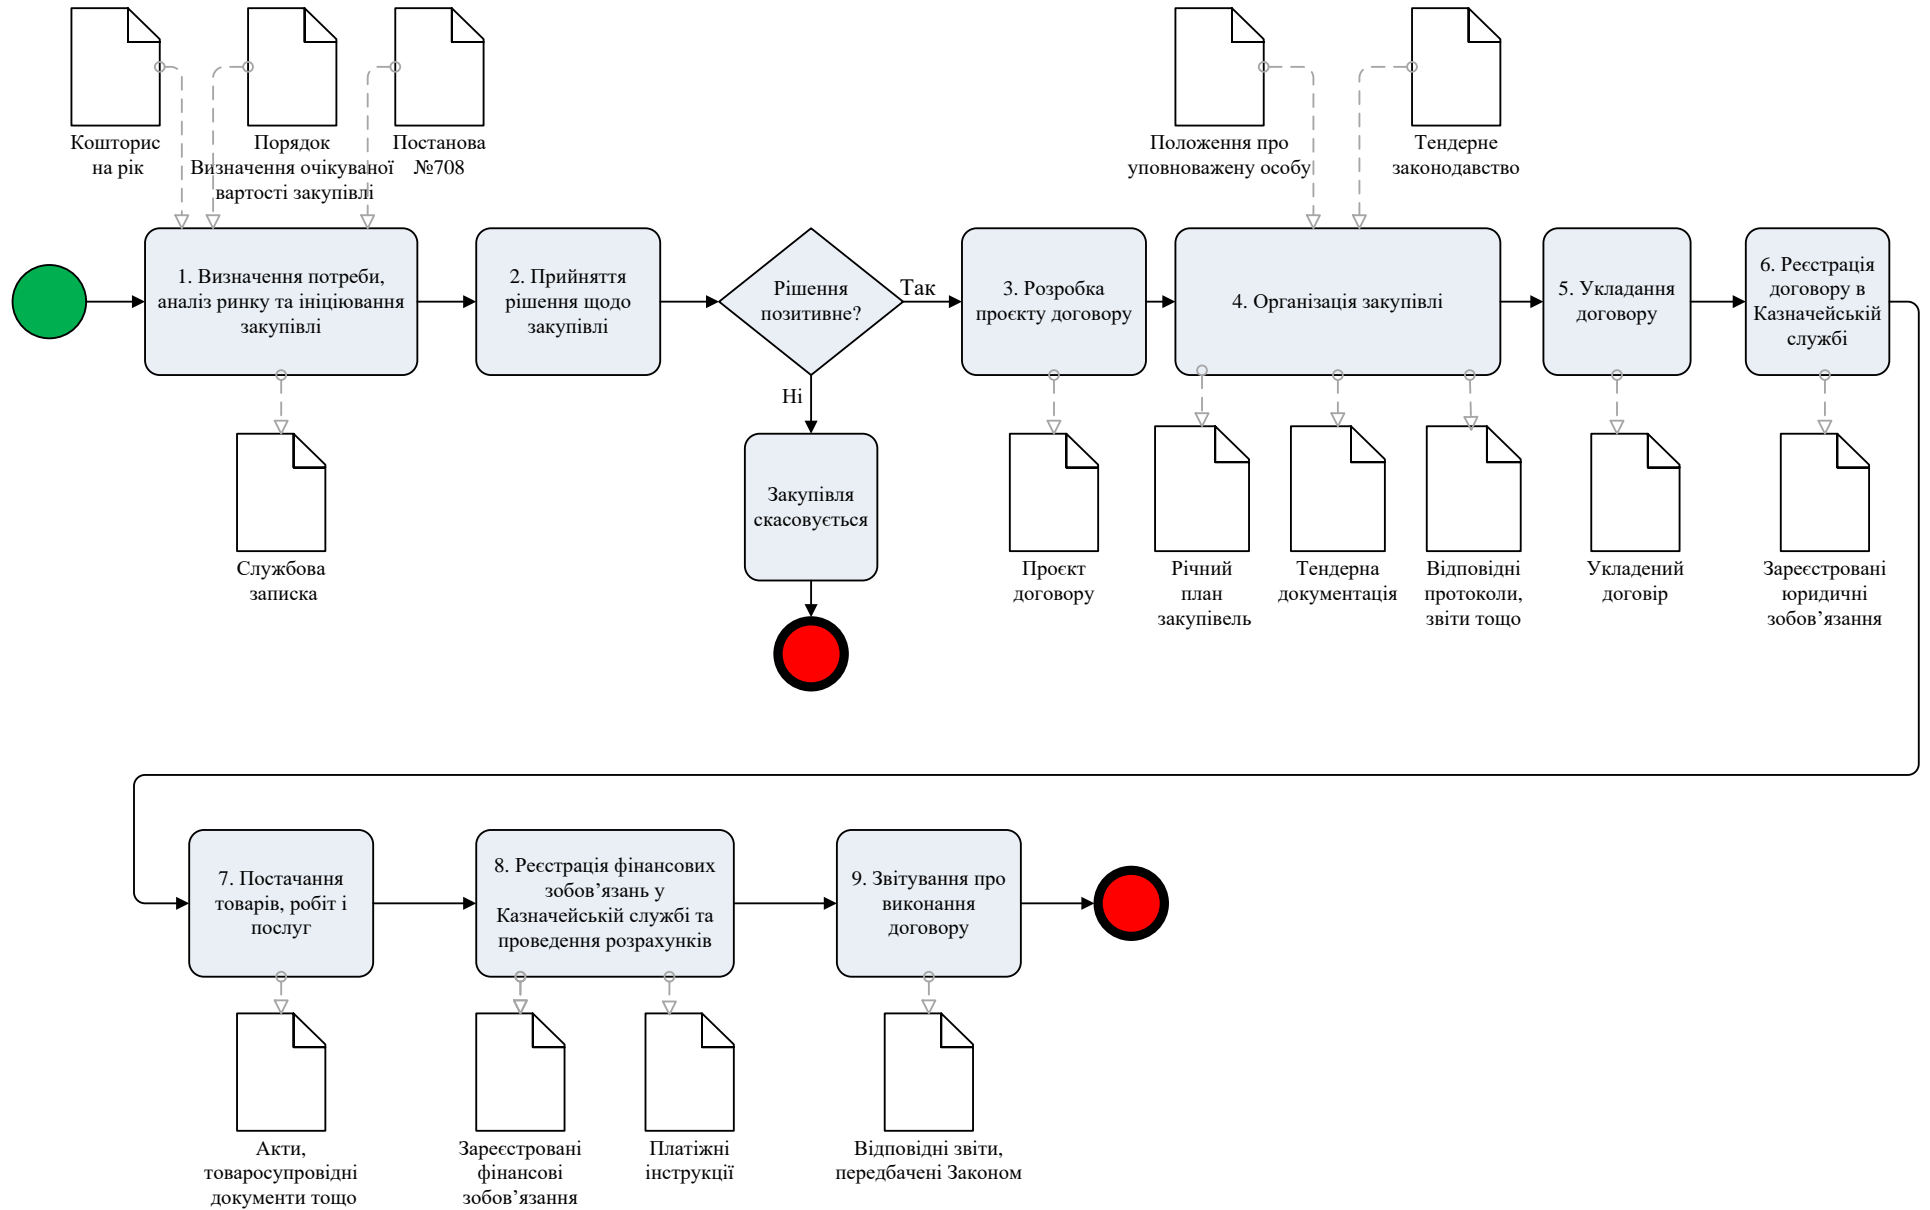 Кошторис
на рік
Порядок
Визначення очікуваної
вартості закупівлі
Постанова
№708
Положення про
уповноважену особу
Тендерне
законодавство
1. Визначення потреби,
аналіз ринку та ініціювання
закупівлі
2. Прийняття
рішення щодо
закупівлі
Рішення
позитивне?
Так
Ні
3. Розробка
проєкту договору
4. Організація закупівлі
5. Укладання
договору
6. Реєстрація
договору в
Казначейській
службі
Закупівля
скасовується
Службова
записка
Проєкт
договору
Річний
план
закупівель
Тендерна
документація
Відповідні
протоколи,
звіти тощо
Укладений
договір
Зареєстровані
юридичні
зобов’язання
7. Постачання
товарів, робіт і
послуг
8. Реєстрація фінансових
зобов’язань у
Казначейській службі та
проведення розрахунків
9. Звітування про
виконання
договору
Акти,
товаросупровідні
документи тощо
Зареєстровані
фінансові
зобов’язання
Платіжні
інструкції
Відповідні звіти,
передбачені Законом